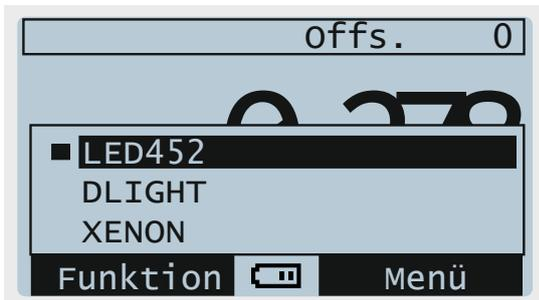 Offs. 0
LED452
DLIGHT
XENON
Funktion Menü